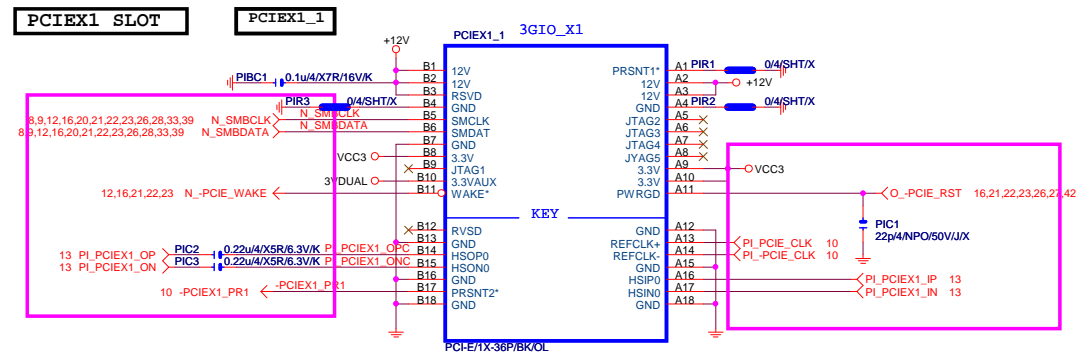 PCIEX1 SLOT
PCIEX1_1
PCIEX1_1
3GIO_X1
+12V
PIBC1
0.1u/4/X7R/16V/K
PIR3
0/4/SHT/X
8,9,12,16,20,21,22,23,26,28,33,39
N_SMBCLK
N_SMBCLK
8,9,12,16,20,21,22,23,26,28,33,39
N_SMBDATA
N_SMBDATA
VCC3
3VDUAL
12,16,21,22,23
N_-PCIE_WAKE
13
PI_PCIEX1_OP
PIC2
0.22u/4/X5R/6.3V/K
PI_PCIEX1_OPC
13
PI_PCIEX1_ON
PIC3
0.22u/4/X5R/6.3V/K
PI_PCIEX1_ONC
10
-PCIEX1_PR1
-PCIEX1_PR1
B1
12V
B2
12V
B3
RSVD
B4
GND
B5
SMCLK
B6
SMDAT
B7
GND
B8
3.3V
B9
JTAG1
B10
3.3VAUX
B11
WAKE*
KEY
B12
RVSD
B13
GND
B14
HSOP0
B15
HSON0
B16
GND
B17
PRSNT2*
B18
GND
PRSNT1*
A1
12V
A2
12V
A3
GND
A4
JTAG2
A5
JTAG3
A6
JTAG4
A7
JYAG5
A8
3.3V
A9
3.3V
A10
PWRGD
A11
GND
A12
REFCLK+
A13
REFCLK-
A14
GND
A15
HSIP0
A16
HSIN0
A17
GND
A18
PIR1
0/4/SHT/X
+12V
PIR2
0/4/SHT/X
VCC3
O_-PCIE_RST
16,21,22,23,26,27,42
PIC1
22p/4/NPO/50V/J/X
PI_PCIE_CLK
10
PI_-PCIE_CLK
10
PI_PCIEX1_IP
13
PI_PCIEX1_IN
13
PCI-E/1X-36P/BK/OL